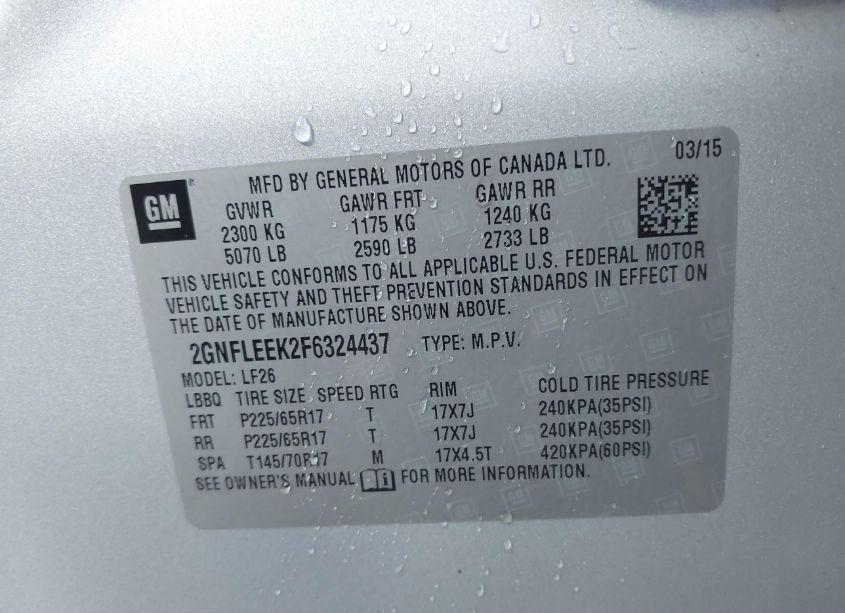 GM
MFD BY GENERAL MOTORS OF CANADA LTD. 03/15
GVWR GAWR FRT GAWR RR
2300 KG 1175 KG 1240 KG
5070 LB 2590 LB 2733 LB
THIS VEHICLE CONFORMS TO ALL APPLICABLE U.S. FEDERAL MOTOR
VEHICLE SAFETY AND THEFT PREVENTION STANDARDS IN EFFECT ON
THE DATE OF MANUFACTURE SHOWN ABOVE.
2GNFLEEK2F6324437 TYPE: M.P.V.
MODEL: LF26
LBBQ TIRE SIZE SPEED RTG RIM COLD TIRE PRESSURE
FRT P225/65R17 T 17X7J 240KPA(35PSI)
RR P225/65R17 T 17X7J 240KPA(35PSI)
SPA T145/70R17 M 17X4.5T 420KPA(60PSI)
SEE OWNER'S MANUAL FOR MORE INFORMATION.